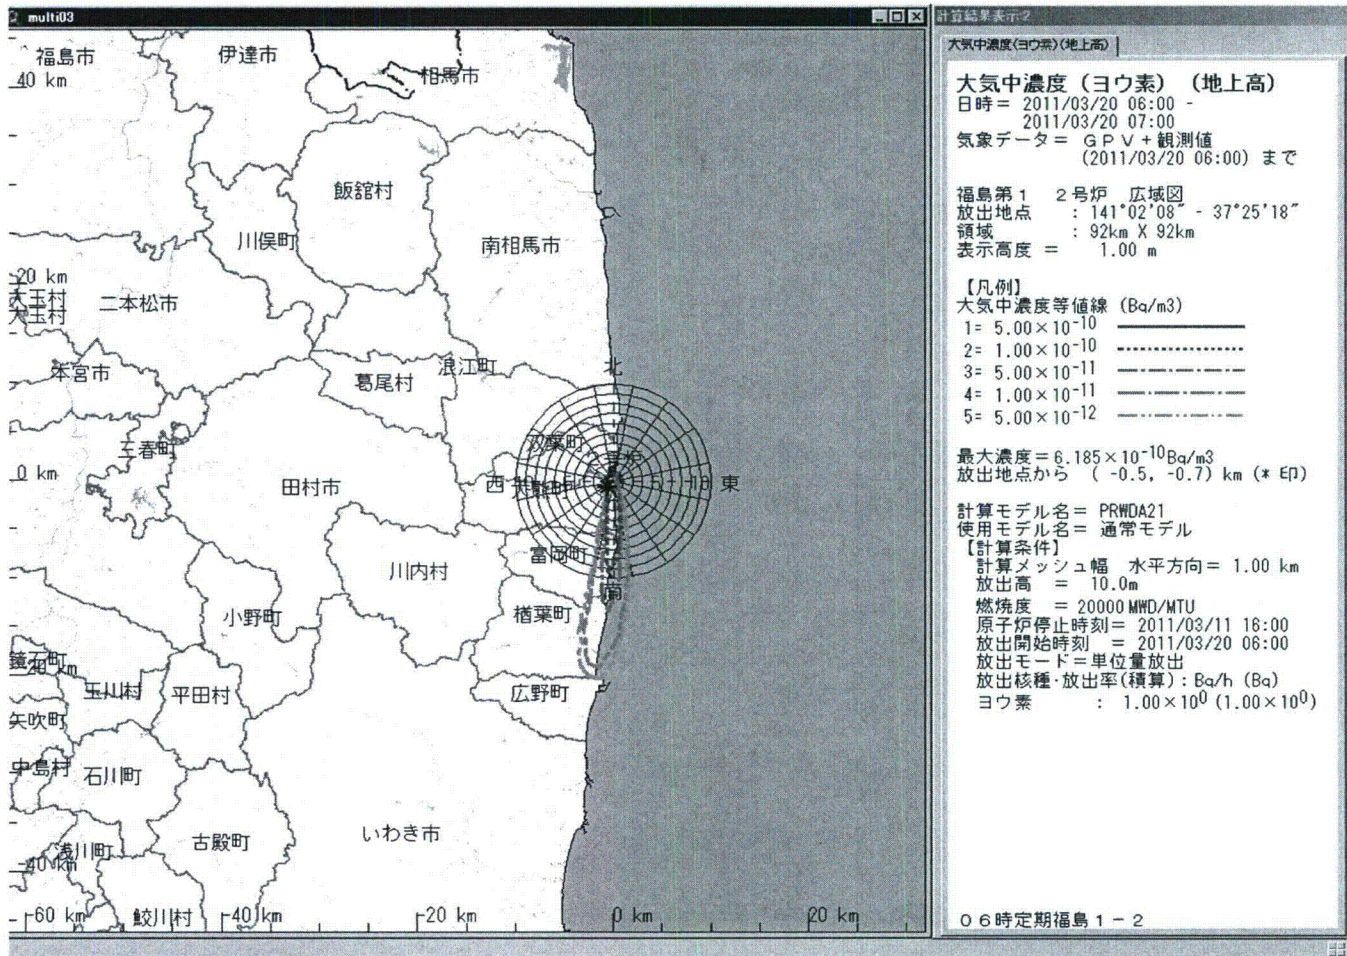 multi03
福島市
伊達市
相馬市
40 km
飯舘村
川俣町
南相馬市
20 km
大玉村
大玉村
二本松市
本宮市
葛尾村
浪江町
北
三春町
双葉町
0 km
田村市
西
東
富岡町
川内村
南
小野町
楢葉町
鏡石町
玉川村
平田村
広野町
矢吹町
中島村
石川町
いわき市
古殿町
浅川町
-40 km
鮫川村
-60 km
-40 km
-20 km
0 km
20 km
計算結果表示:2
大気中濃度(ヨウ素)(地上高)
大気中濃度(ヨウ素) (地上高)
日時= 2011/03/20 06:00 -
2011/03/20 07:00
気象データ= GPV+観測値
(2011/03/20 06:00) まで
福島第1 2号炉 広域図
放出地点 : 141°02'08" - 37°25'18"
領域 : 92km X 92km
表示高度 = 1.00 m
【凡例】
大気中濃度等値線 (Bq/m3)
1= 5.00×10⁻¹⁰
2= 1.00×10⁻¹⁰
3= 5.00×10⁻¹¹
4= 1.00×10⁻¹¹
5= 5.00×10⁻¹²
最大濃度=6.185×10⁻¹⁰Bq/m3
放出地点から ( -0.5, -0.7) km (* 印)
計算モデル名= PRWDA21
使用モデル名= 通常モデル
【計算条件】
計算メッシュ幅 水平方向= 1.00 km
放出高 = 10.0m
燃焼度 = 20000MWD/MTU
原子炉停止時刻= 2011/03/11 16:00
放出開始時刻 = 2011/03/20 06:00
放出モード=単位量放出
放出核種・放出率(積算):Bq/h (Bq)
ヨウ素 : 1.00×10⁰ (1.00×10⁰)
06時定期福島1-2